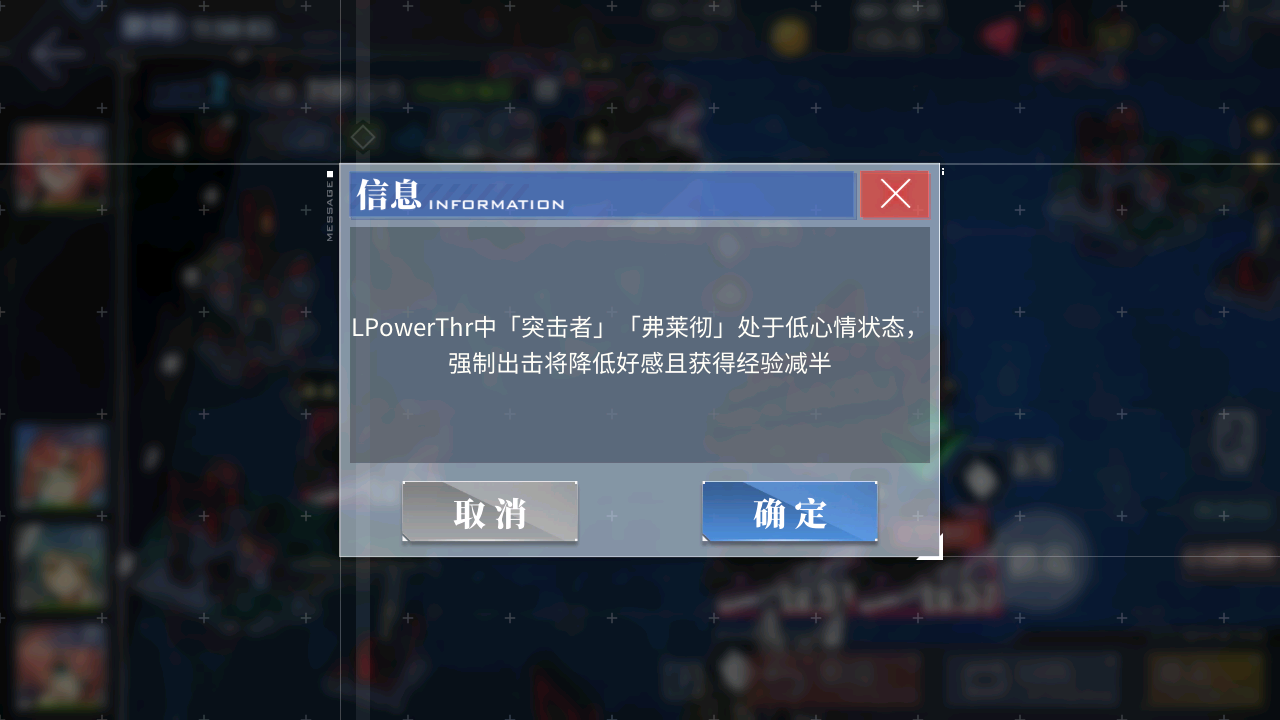 信息 INFORMATION
MESSAGE
LPowerThr中「突击者」「弗莱彻」处于低心情状态，
强制出击将降低好感且获得经验减半
取消
确定